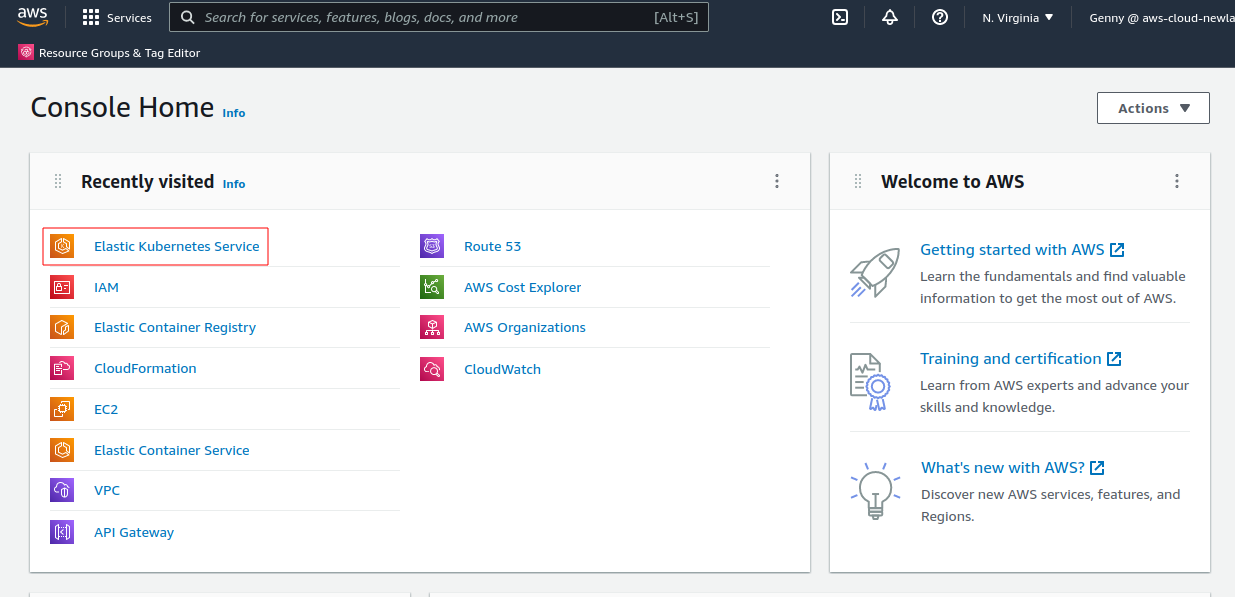 aws
Services
Search for services, features, blogs, docs, and more
[Alt+S]
N. Virginia
Genny @ aws-cloud-newla
Resource Groups & Tag Editor
Console Home Info
Actions
Recently visited Info
Elastic Kubernetes Service
IAM
Elastic Container Registry
CloudFormation
EC2
Elastic Container Service
VPC
API Gateway
Route 53
AWS Cost Explorer
AWS Organizations
CloudWatch
Welcome to AWS
Getting started with AWS
Learn the fundamentals and find valuable
information to get the most out of AWS.
Training and certification
Learn from AWS experts and advance your
skills and knowledge.
What's new with AWS?
Discover new AWS services, features, and
Regions.